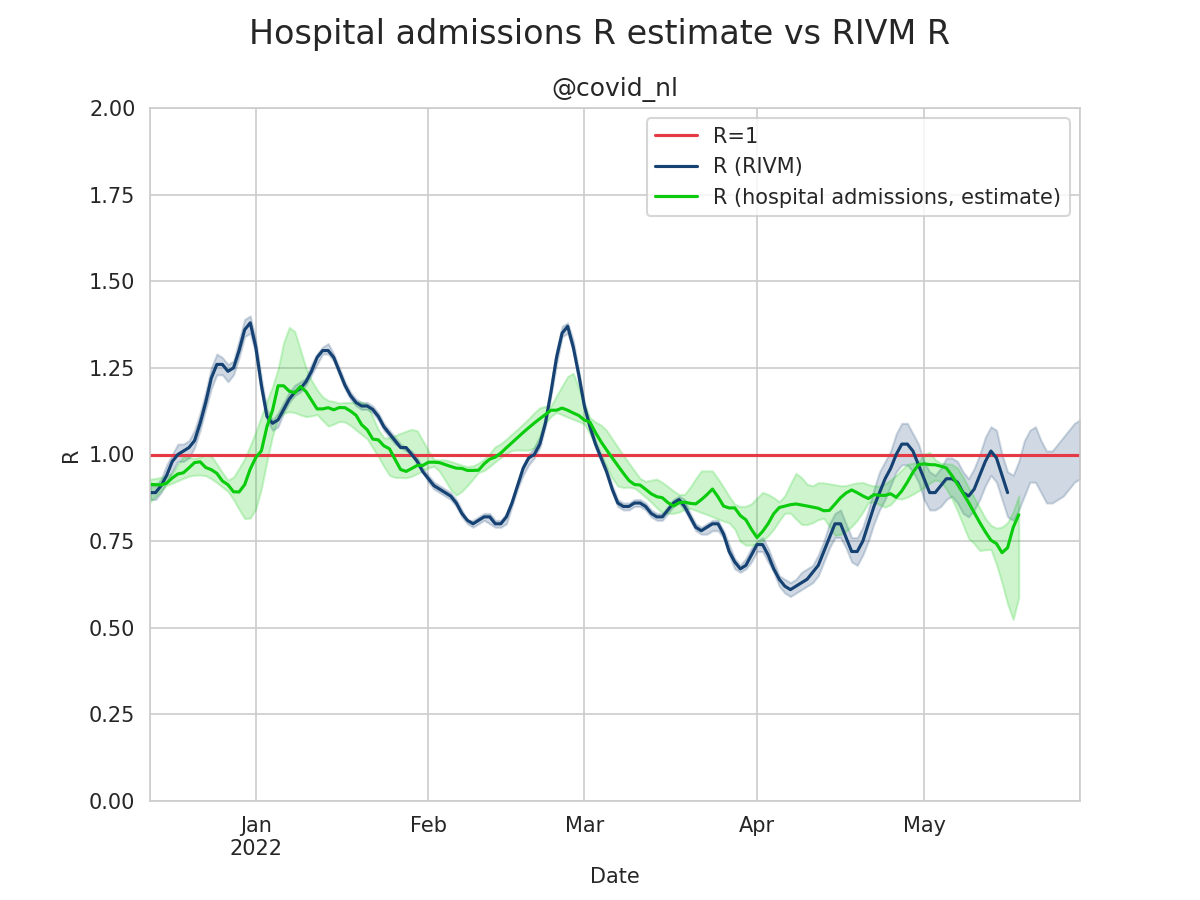 Hospital admissions R estimate vs RIVM R
@covid_nl
R=1
R (RIVM)
R (hospital admissions, estimate)
2.00
1.75
1.50
1.25
1.00
0.75
0.50
0.25
0.00
R
Jan Feb Mar Apr May
2022
Date